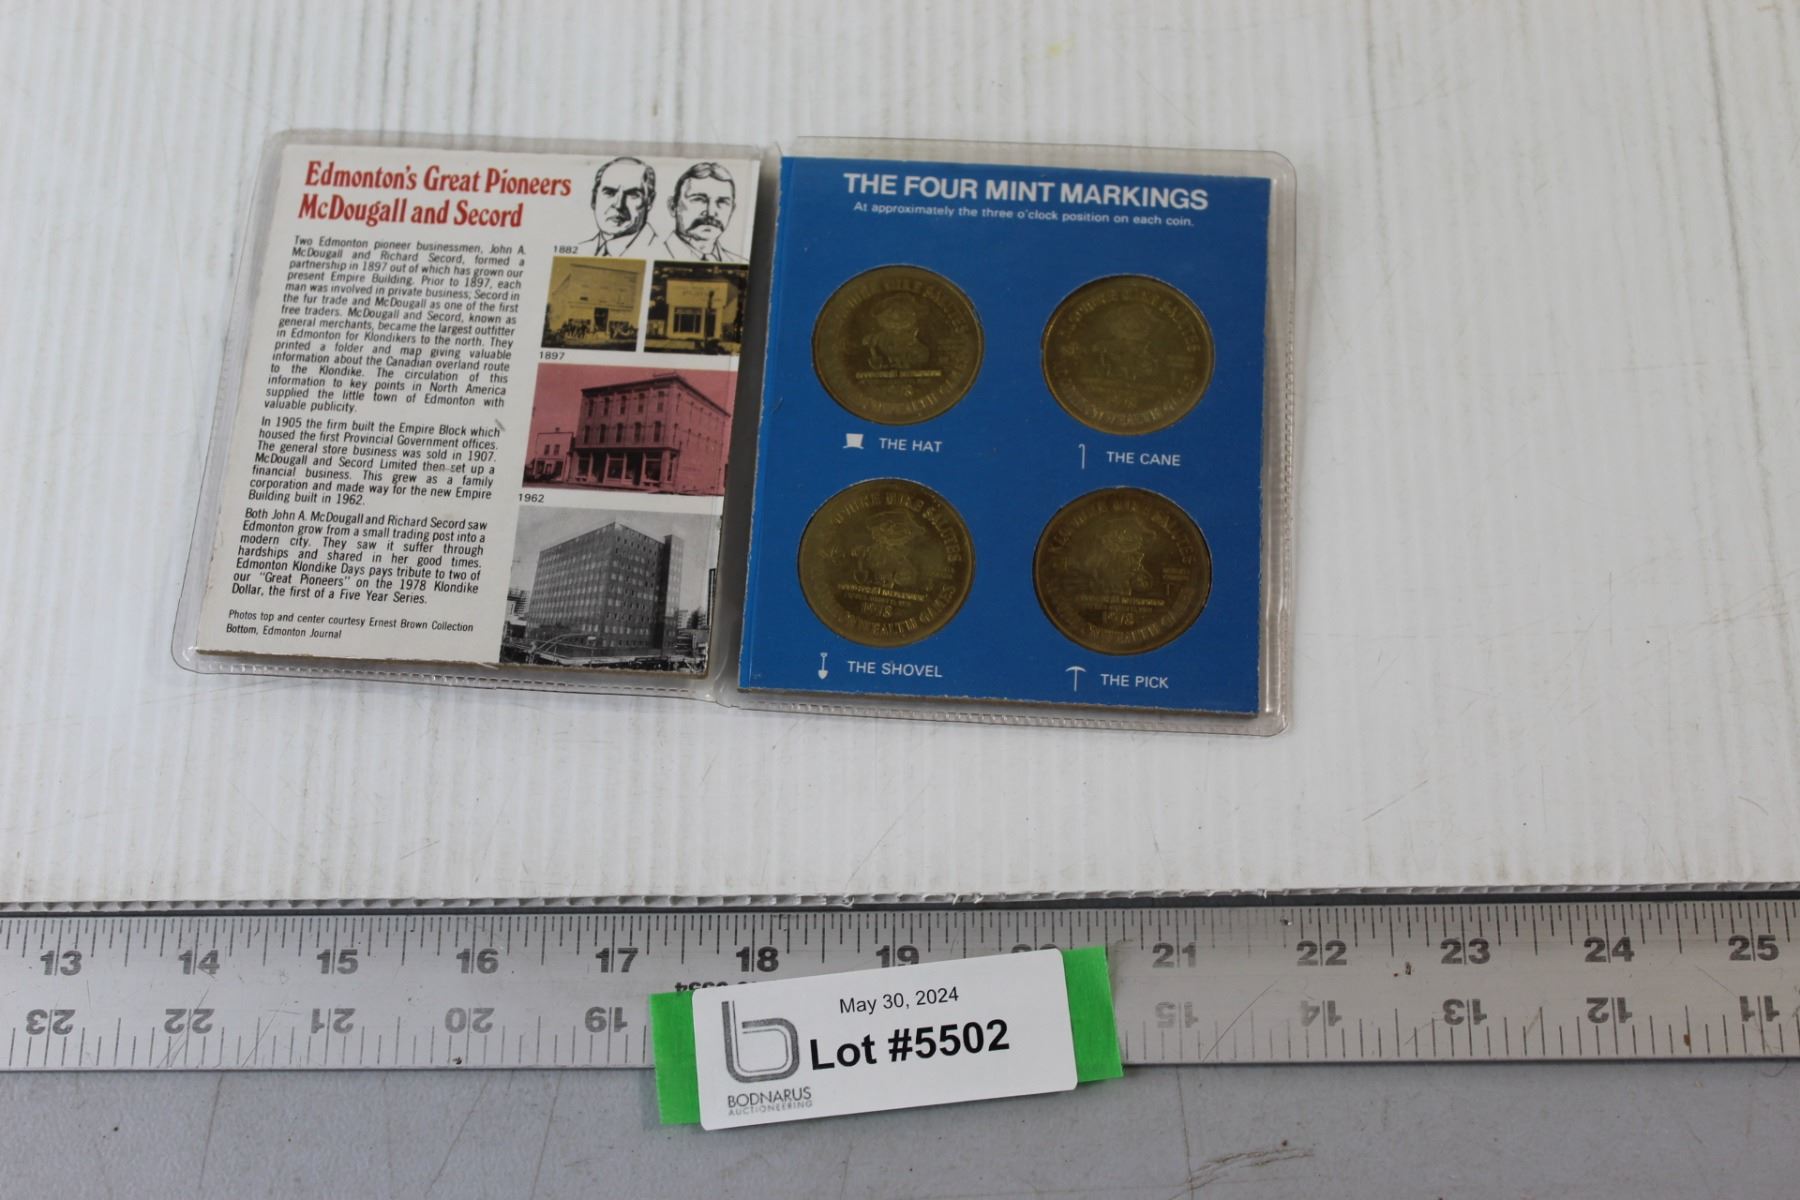 Edmonton's Great Pioneers
McDougall and Secord
Two Edmonton pioneer businessmen, John A.
McDougall and Richard Secord, formed a
partnership in 1897 out of which has grown our
present Empire Building. Prior to 1897, each
man was involved in private business; Secord in
the fur trade and McDougall as one of the first
free traders. McDougall and Secord, known as
general merchants, became the largest outfitter
in Edmonton for Klondikers to the north. They
printed a folder and map giving valuable
information about the Canadian overland route
to the Klondike. The circulation of this
information to key points in North America
supplied the little town of Edmonton with
valuable publicity.
In 1905 the firm built the Empire Block which
housed the first Provincial Government offices.
The general store business was sold in 1907.
McDougall and Secord Limited then set up a
financial business. This grew as a family
corporation and made way for the new Empire
Building built in 1962.
Both John A. McDougall and Richard Secord saw
Edmonton grow from a small trading post into a
modern city. They saw it suffer through
hardships and shared in her good times.
Edmonton Klondike Days pays tribute to two of
our "Great Pioneers" on the 1978 Klondike
Dollar, the first of a Five Year Series.
Photos top and center courtesy Ernest Brown Collection
Bottom, Edmonton Journal
1882
1897
1962
THE FOUR MINT MARKINGS
At approximately the three o'clock position on each coin.
THE HAT
THE CANE
THE SHOVEL
THE PICK
KLONDIKE MIKE SALUTES
COMMONWEALTH GAMES
1978
13 14 15 16 17 18 19 21 22 23 24 25
23 22 21 20 19 15 14 13 12 11
May 30, 2024
Lot #5502
BODNARUS
AUCTIONEERING